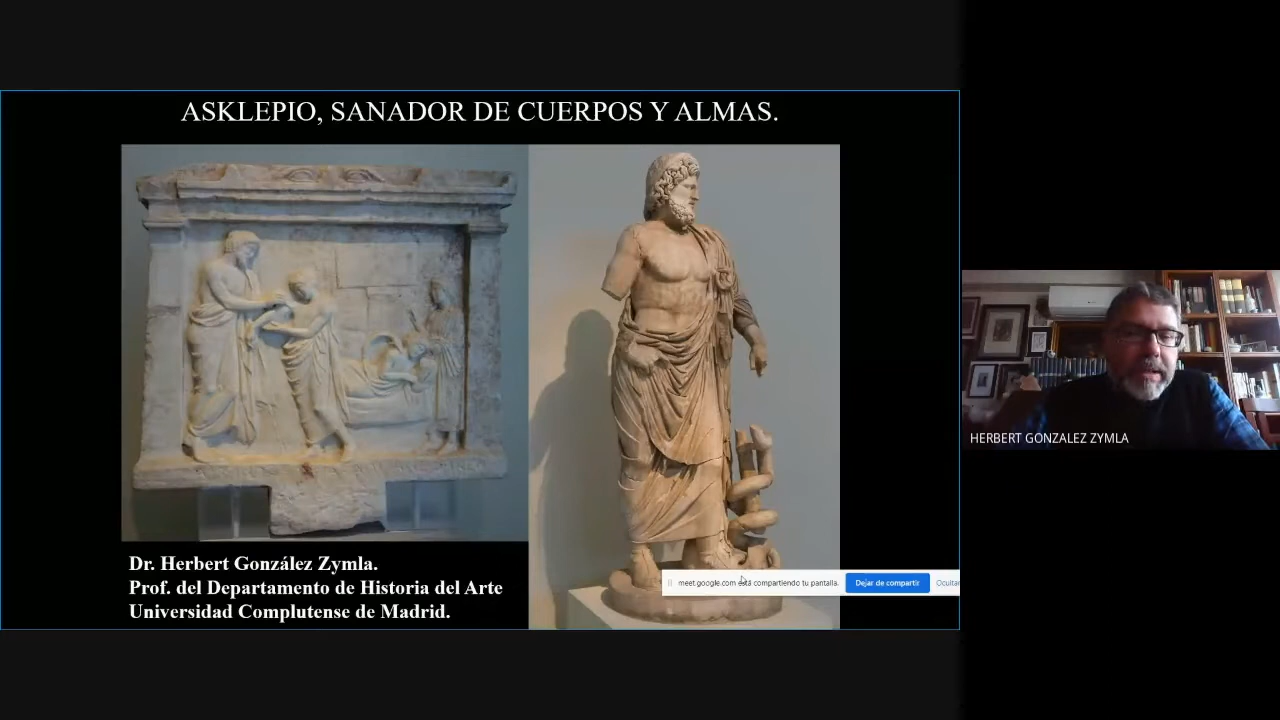 ASKLEPIO, SANADOR DE CUERPOS Y ALMAS.
Dr. Herbert González Zymla.
Prof. del Departamento de Historia del Arte
Universidad Complutense de Madrid.
meet.google.com está compartiendo tu pantalla.
Dejar de compartir
Ocultar
HERBERT GONZALEZ ZYMLA